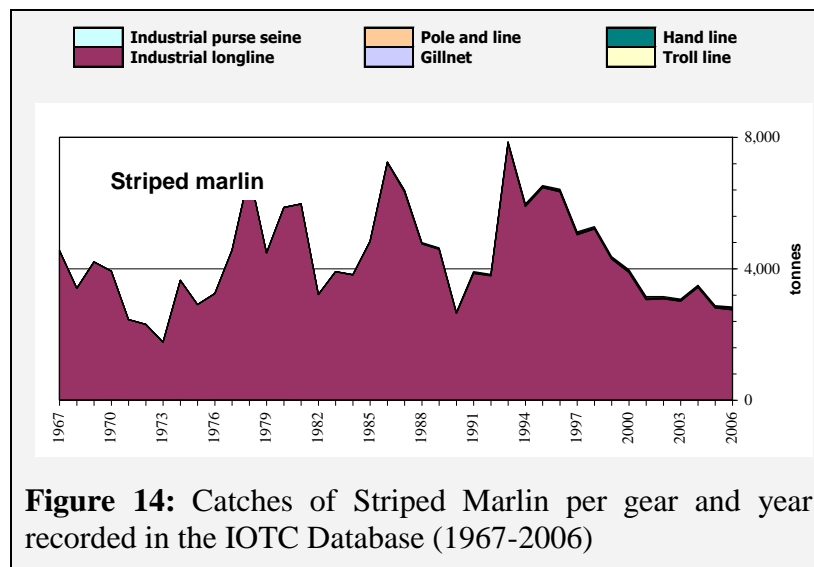 Industrial purse seine Pole and line Hand line
Industrial longline Gillnet Troll line
Striped marlin
8,000
4,000
0
tonnes
1967 1970 1973 1976 1979 1982 1985 1988 1991 1994 1997 2000 2003 2006
Figure 14: Catches of Striped Marlin per gear and year
recorded in the IOTC Database (1967-2006)